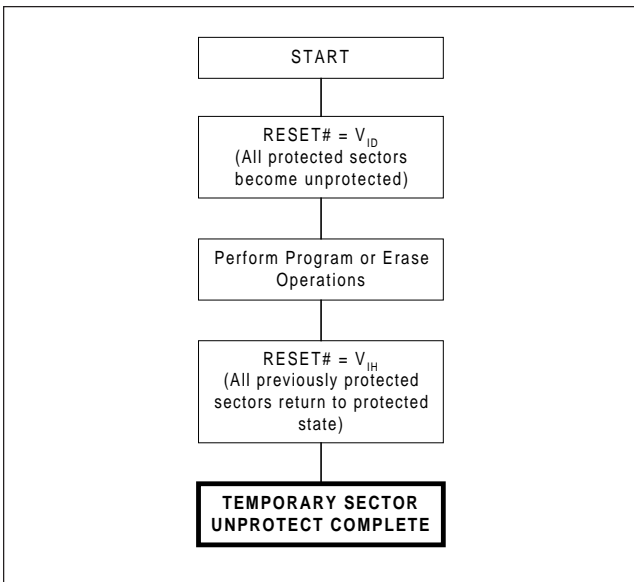 START
RESET# = V_ID
(All protected sectors
become unprotected)
Perform Program or Erase
Operations
RESET# = V_IH
(All previously protected
sectors return to protected
state)
TEMPORARY SECTOR
UNPROTECT COMPLETE